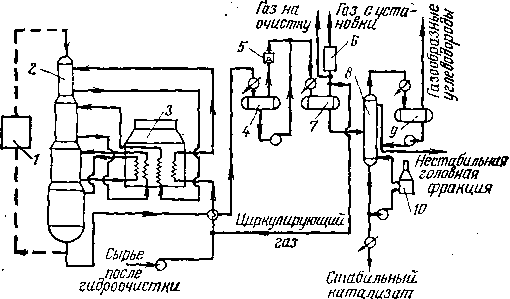 Газ на
очистку
Газ с уста-
новки
Газообразные
углеводороды
1
2
3
4
5
6
7
8
9
10
Нестабильная
головная
фракция
Циркулирующий
газ
Сырье
после
гидроочистки
Стабильный
катализат